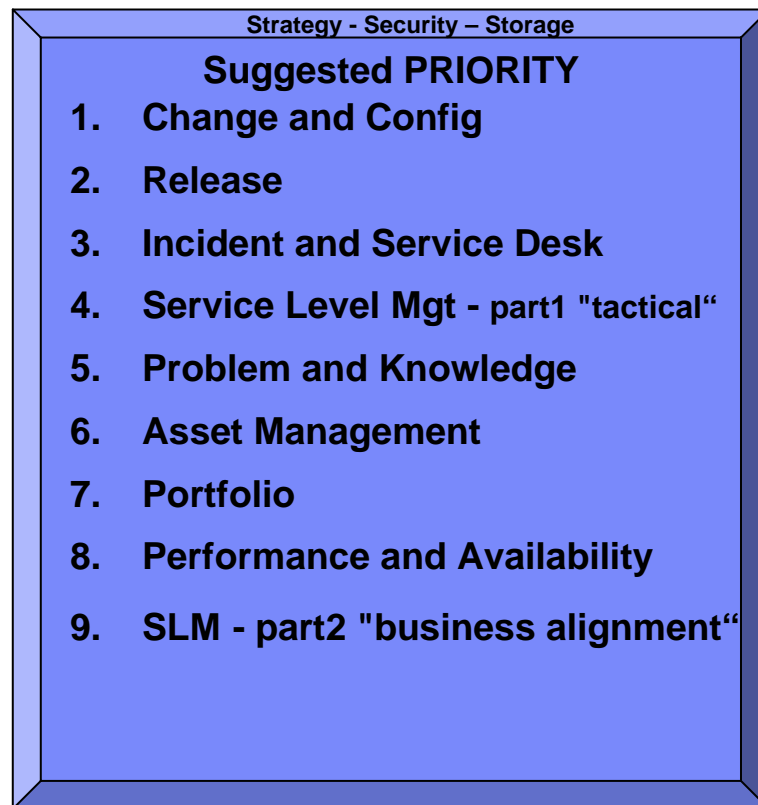 Strategy - Security – Storage
Suggested PRIORITY
1. Change and Config
2. Release
3. Incident and Service Desk
4. Service Level Mgt - part1 "tactical“
5. Problem and Knowledge
6. Asset Management
7. Portfolio
8. Performance and Availability
9. SLM - part2 "business alignment“